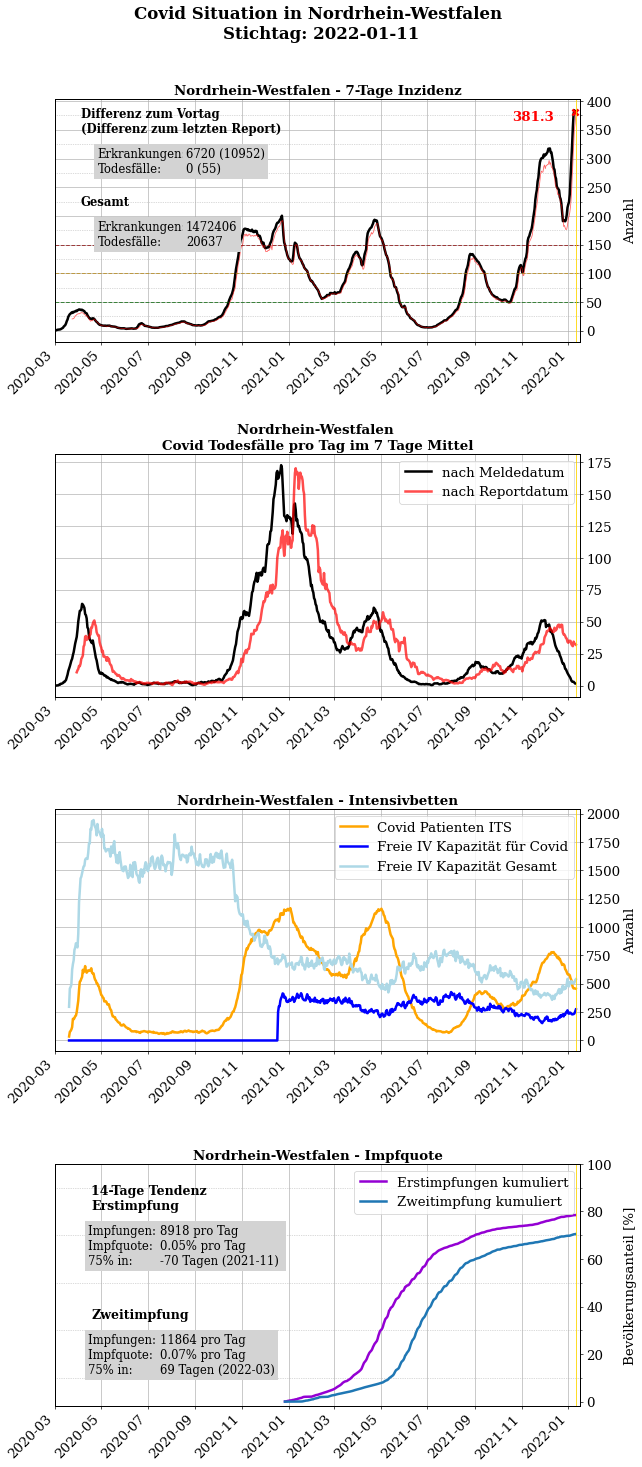 Covid Situation in Nordrhein-Westfalen
Stichtag: 2022-01-11
Nordrhein-Westfalen - 7-Tage Inzidenz
Differenz zum Vortag
(Differenz zum letzten Report)
Erkrankungen 6720 (10952)
Todesfälle: 0 (55)
Gesamt
Erkrankungen 1472406
Todesfälle: 20637
381.3
400
350
300
250
200
150
100
50
0
Anzahl
2020-03 2020-05 2020-07 2020-09 2020-11 2021-01 2021-03 2021-05 2021-07 2021-09 2021-11 2022-01
Nordrhein-Westfalen
Covid Todesfälle pro Tag im 7 Tage Mittel
nach Meldedatum
nach Reportdatum
175
150
125
100
75
50
25
0
2020-03 2020-05 2020-07 2020-09 2020-11 2021-01 2021-03 2021-05 2021-07 2021-09 2021-11 2022-01
Nordrhein-Westfalen - Intensivbetten
Covid Patienten ITS
Freie IV Kapazität für Covid
Freie IV Kapazität Gesamt
2000
1750
1500
1250
1000
750
500
250
0
Anzahl
2020-03 2020-05 2020-07 2020-09 2020-11 2021-01 2021-03 2021-05 2021-07 2021-09 2021-11 2022-01
Nordrhein-Westfalen - Impfquote
14-Tage Tendenz
Erstimpfung
Impfungen: 8918 pro Tag
Impfquote: 0.05% pro Tag
75% in: -70 Tagen (2021-11)
Zweitimpfung
Impfungen: 11864 pro Tag
Impfquote: 0.07% pro Tag
75% in: 69 Tagen (2022-03)
Erstimpfungen kumuliert
Zweitimpfung kumuliert
100
80
60
40
20
0
Bevölkerungsanteil [%]
2020-03 2020-05 2020-07 2020-09 2020-11 2021-01 2021-03 2021-05 2021-07 2021-09 2021-11 2022-01